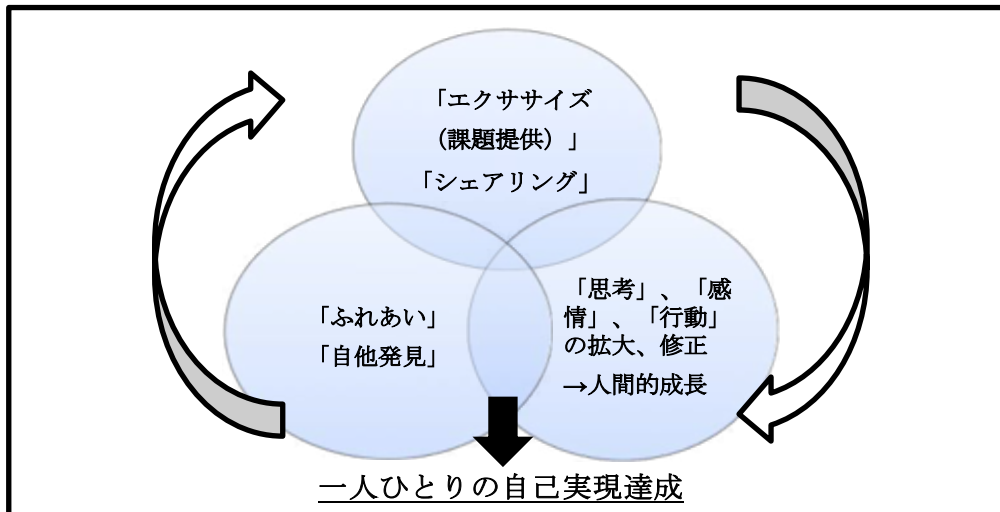 「エクササイズ
（課題提供）」
「シェアリング」
「ふれあい」
「自他発見」
「思考」、「感
情」、「行動」
の拡大、修正
→人間的成長
一人ひとりの自己実現達成